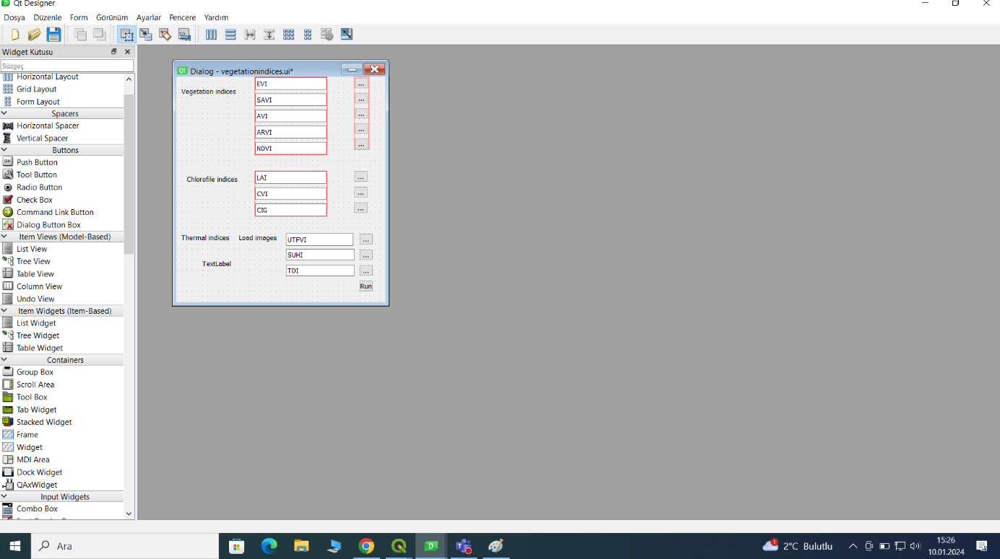 Qt Designer
Dosya Düzenle Form Görünüm Ayarlar Pencere Yardım
Widget Kutusu
Süzgeç
Horizontal Layout
Grid Layout
Form Layout
Spacers
Horizontal Spacer
Vertical Spacer
Buttons
Push Button
Tool Button
Radio Button
Check Box
Command Link Button
Dialog Button Box
Item Views (Model-Based)
List View
Tree View
Table View
Column View
Undo View
Item Widgets (Item-Based)
List Widget
Tree Widget
Table Widget
Containers
Group Box
Scroll Area
Tool Box
Tab Widget
Stacked Widget
Frame
Widget
MDI Area
Dock Widget
QAxWidget
Input Widgets
Combo Box
Qt Dialog - vegetationindices.ui*
Vegetation indices
EVI ...
SAVI ...
AVI ...
ARVI ...
NDVI ...
Chlorofile indices
LAI ...
CVI ...
CIG ...
Thermal indices Load images UTFVI ...
SUHI ...
TextLabel
TDI ...
Run
Ara
1
2°C Bulutlu
15:26
10.01.2024